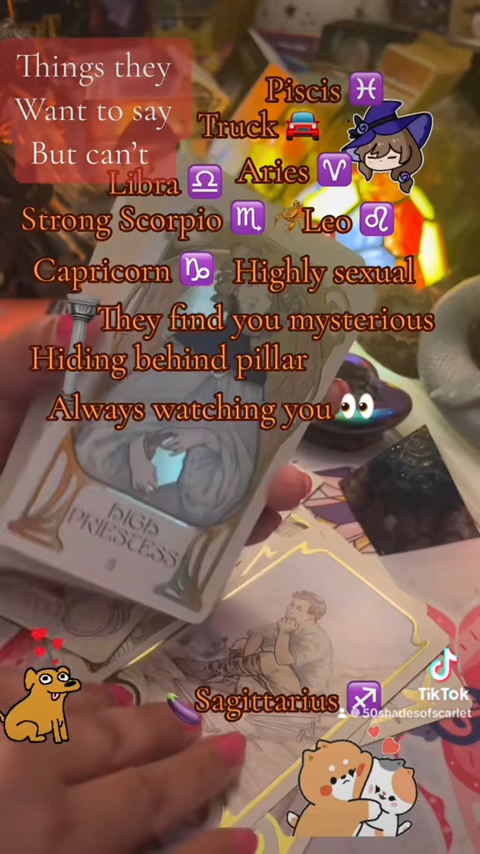 Things they
Want to say
But can't
Piscis ♓
Truck 🚘
Aries ♈
Libra ♎
Strong Scorpio ♏ 🦂 Leo ♌
Capricorn ♑ Highly sexual
They find you mysterious
Hiding behind pillar
Always watching you 👀
HIGH
PRIESTESS
II
🍆 Sagittarius ♐
TikTok
@50shadesofscarlet